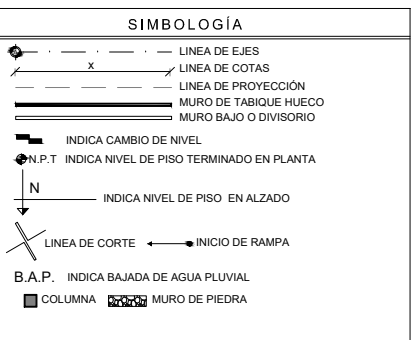 SIMBOLOGÍA
LINEA DE EJES
x LINEA DE COTAS
LINEA DE PROYECCIÓN
MURO DE TABIQUE HUECO
MURO BAJO O DIVISORIO
INDICA CAMBIO DE NIVEL
N.P.T INDICA NIVEL DE PISO TERMINADO EN PLANTA
N
INDICA NIVEL DE PISO EN ALZADO
LINEA DE CORTE INICIO DE RAMPA
B.A.P. INDICA BAJADA DE AGUA PLUVIAL
COLUMNA MURO DE PIEDRA